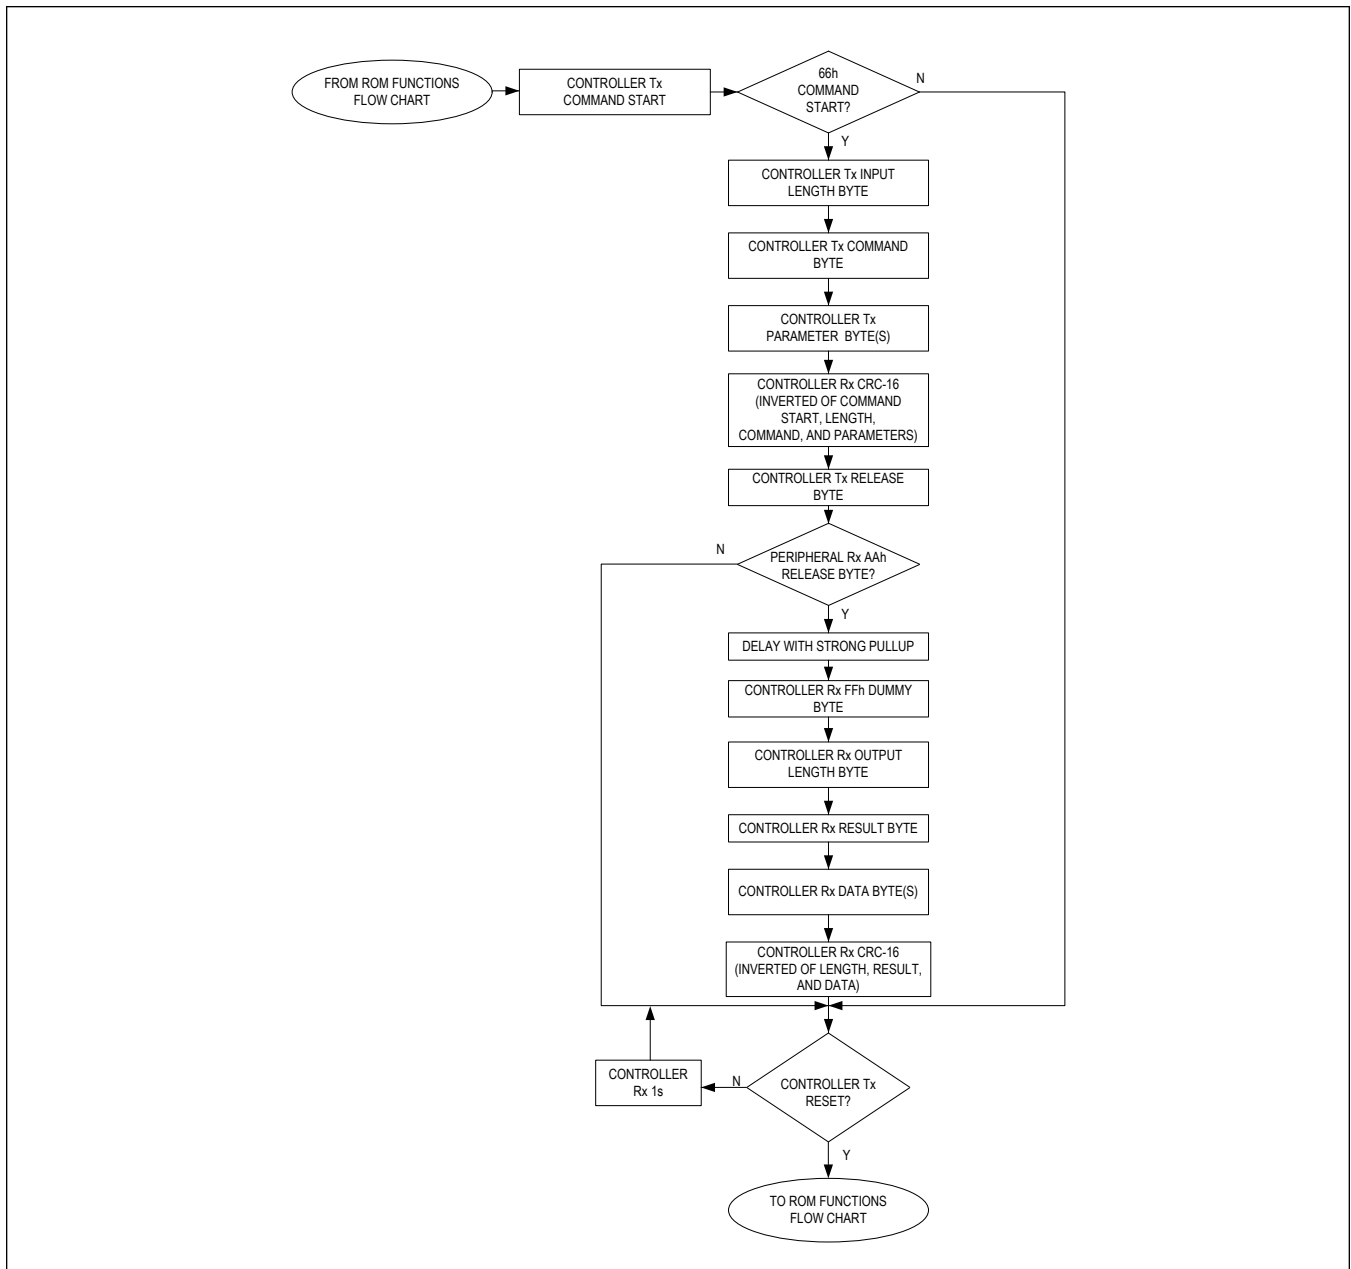 FROM ROM FUNCTIONS
FLOW CHART
CONTROLLER Tx
COMMAND START
66h
COMMAND
START?
N
Y
CONTROLLER Tx INPUT
LENGTH BYTE
CONTROLLER Tx COMMAND
BYTE
CONTROLLER Tx
PARAMETER BYTE(S)
CONTROLLER Rx CRC-16
(INVERTED OF COMMAND
START, LENGTH,
COMMAND, AND PARAMETERS)
CONTROLLER Tx RELEASE
BYTE
N
PERIPHERAL Rx AAh
RELEASE BYTE?
Y
DELAY WITH STRONG PULLUP
CONTROLLER Rx FFh DUMMY
BYTE
CONTROLLER Rx OUTPUT
LENGTH BYTE
CONTROLLER Rx RESULT BYTE
CONTROLLER Rx DATA BYTE(S)
CONTROLLER Rx CRC-16
(INVERTED OF LENGTH, RESULT,
AND DATA)
CONTROLLER
Rx 1s
N
CONTROLLER Tx
RESET?
Y
TO ROM FUNCTIONS
FLOW CHART